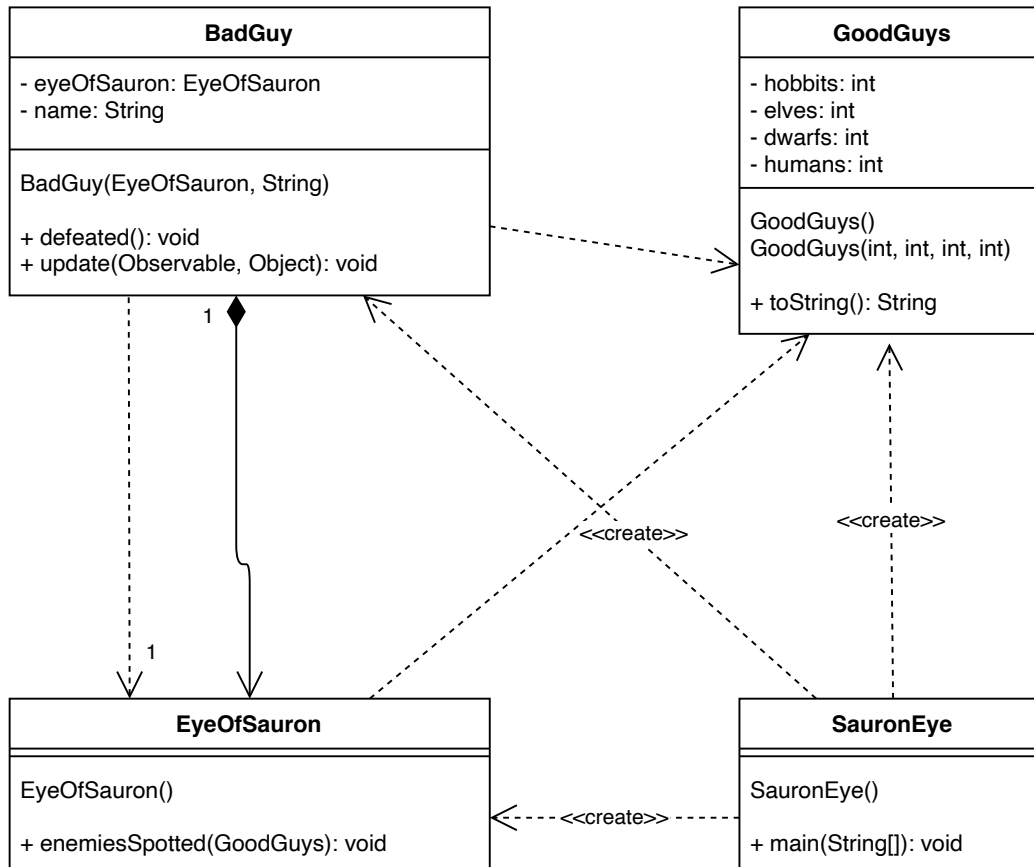 BadGuy
- eyeOfSauron: EyeOfSauron
- name: String
BadGuy(EyeOfSauron, String)
+ defeated(): void
+ update(Observable, Object): void
GoodGuys
- hobbits: int
- elves: int
- dwarfs: int
- humans: int
GoodGuys()
GoodGuys(int, int, int, int)
+ toString(): String
1
1
<<create>>
<<create>>
EyeOfSauron
EyeOfSauron()
+ enemiesSpotted(GoodGuys): void
<<create>>
SauronEye
SauronEye()
+ main(String[]): void